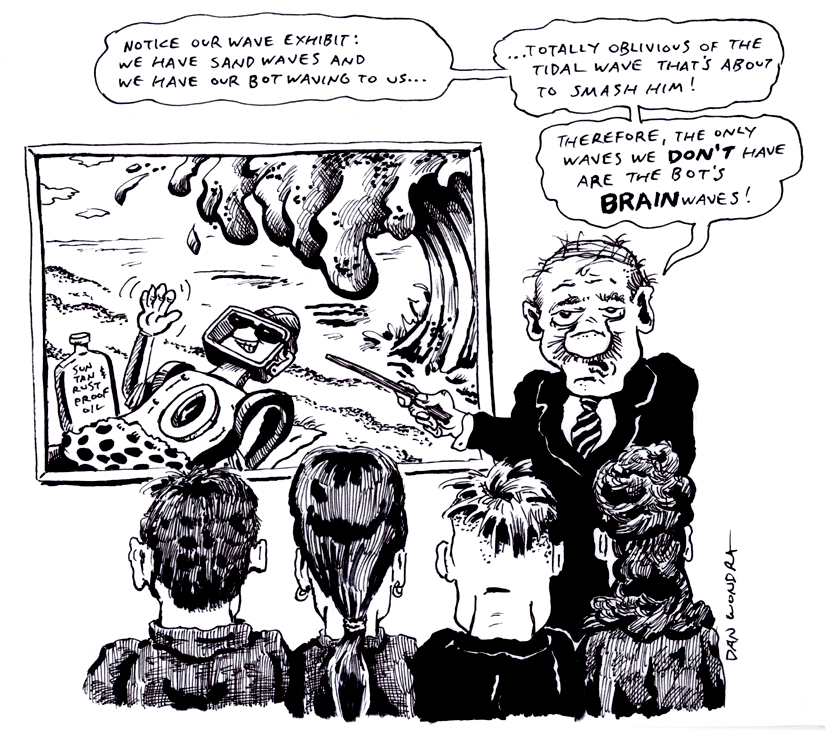 NOTICE OUR WAVE EXHIBIT:
WE HAVE SAND WAVES AND
WE HAVE OUR BOT WAVING TO US...
...TOTALLY OBLIVIOUS OF THE
TIDAL WAVE THAT'S ABOUT
TO SMASH HIM!
THEREFORE, THE ONLY
WAVES WE DON'T HAVE
ARE THE BOT'S
BRAINWAVES!
SUN
TAN &
RUST
PROOF
OIL
DAN WONDRA